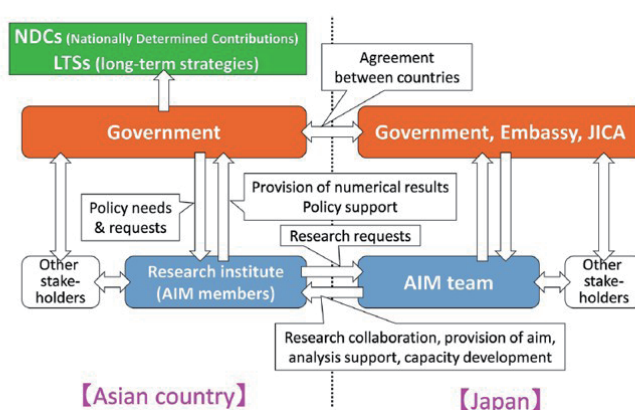 NDCs (Nationally Determined Contributions)
LTSs (long-term strategies)
Agreement
between countries
Government
Government, Embassy, JICA
Policy needs
& requests
Provision of numerical results
Policy support
Research requests
Other
stake-
holders
Research institute
(AIM members)
AIM team
Other
stake-
holders
Research collaboration, provision of aim,
analysis support, capacity development
【Asian country】
【Japan】